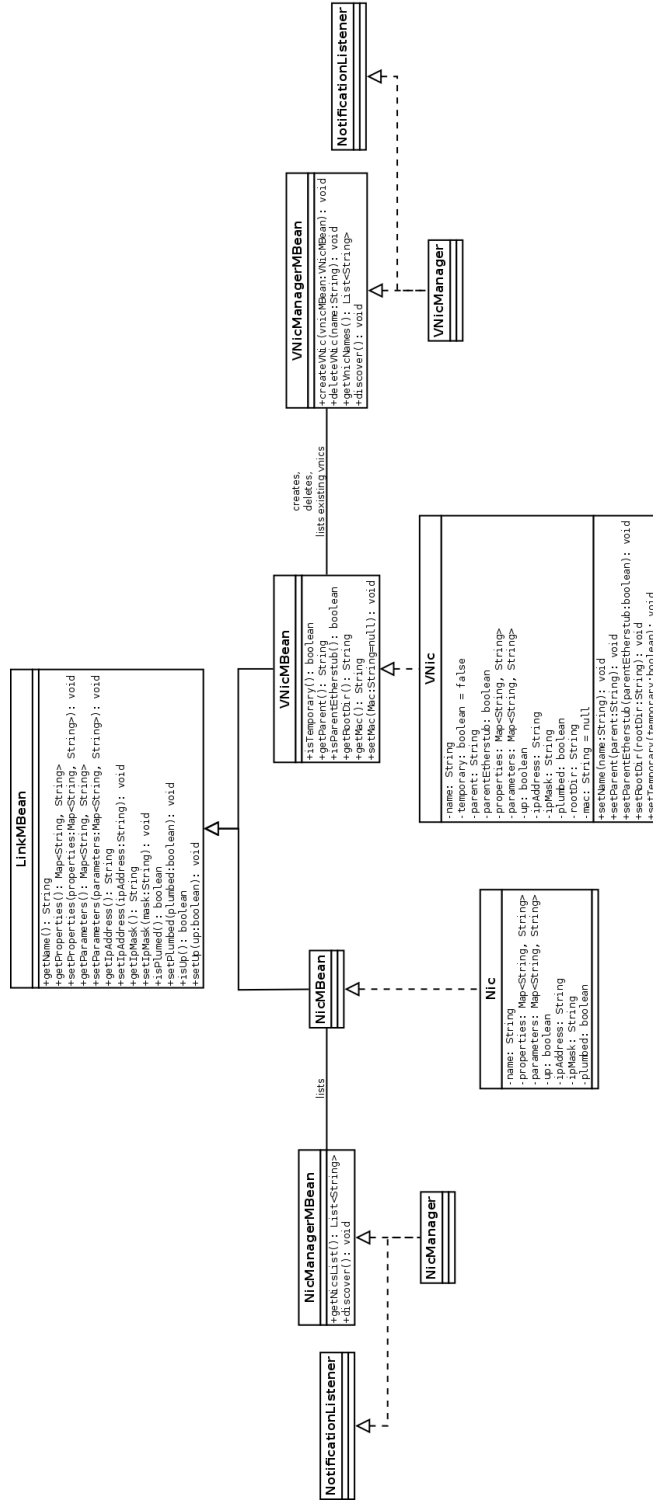 LinkMBean
+getName(): String
+getProperties(): Map<String, String>
+setProperties(properties:Map<String, String>): void
+getParameters(): Map<String, String>
+setParameters(parameters:Map<String, String>): void
+getIpAddress(): String
+setIpAddress(ipAddress:String): void
+getIpMask(): String
+setIpMask(mask:String): void
+isPlumed(): boolean
+setPlumbed(plumbed:boolean): void
+isUp(): boolean
+setUp(up:boolean): void
NotificationListener
NicManagerMBean
+getNicsList(): List<String>
+discover(): void
lists
NicMBean
VNicMBean
+isTemporary(): boolean
+getParent(): String
+isParentEtherstub(): boolean
+getRootDir(): String
+getMac(): String
+setMac(Mac:String=null): void
creates,
deletes,
lists existing vnics
VNicManagerMBean
+createVNic(vnicMBean:VNicMBean): void
+deleteVNic(name:String): void
+getVnicNames(): List<String>
+discover(): void
NotificationListener
NicManager
Nic
-name: String
-properties: Map<String, String>
-parameters: Map<String, String>
-up: boolean
-ipAddress: String
-ipMask: String
-plumbed: boolean
VNic
-name: String
-temporary: boolean = false
-parent: String
-parentEtherstub: boolean
-properties: Map<String, String>
-parameters: Map<String, String>
-up: boolean
-ipAddress: String
-ipMask: String
-plumbed: boolean
-rootDir: String
-mac: String = null
+setName(name:String): void
+setParent(parent:String): void
+setParentEtherstub(parentEtherstub:boolean): void
+setRootDir(rootDir:String): void
+setTemporary(temporary:boolean): void
VNicManager